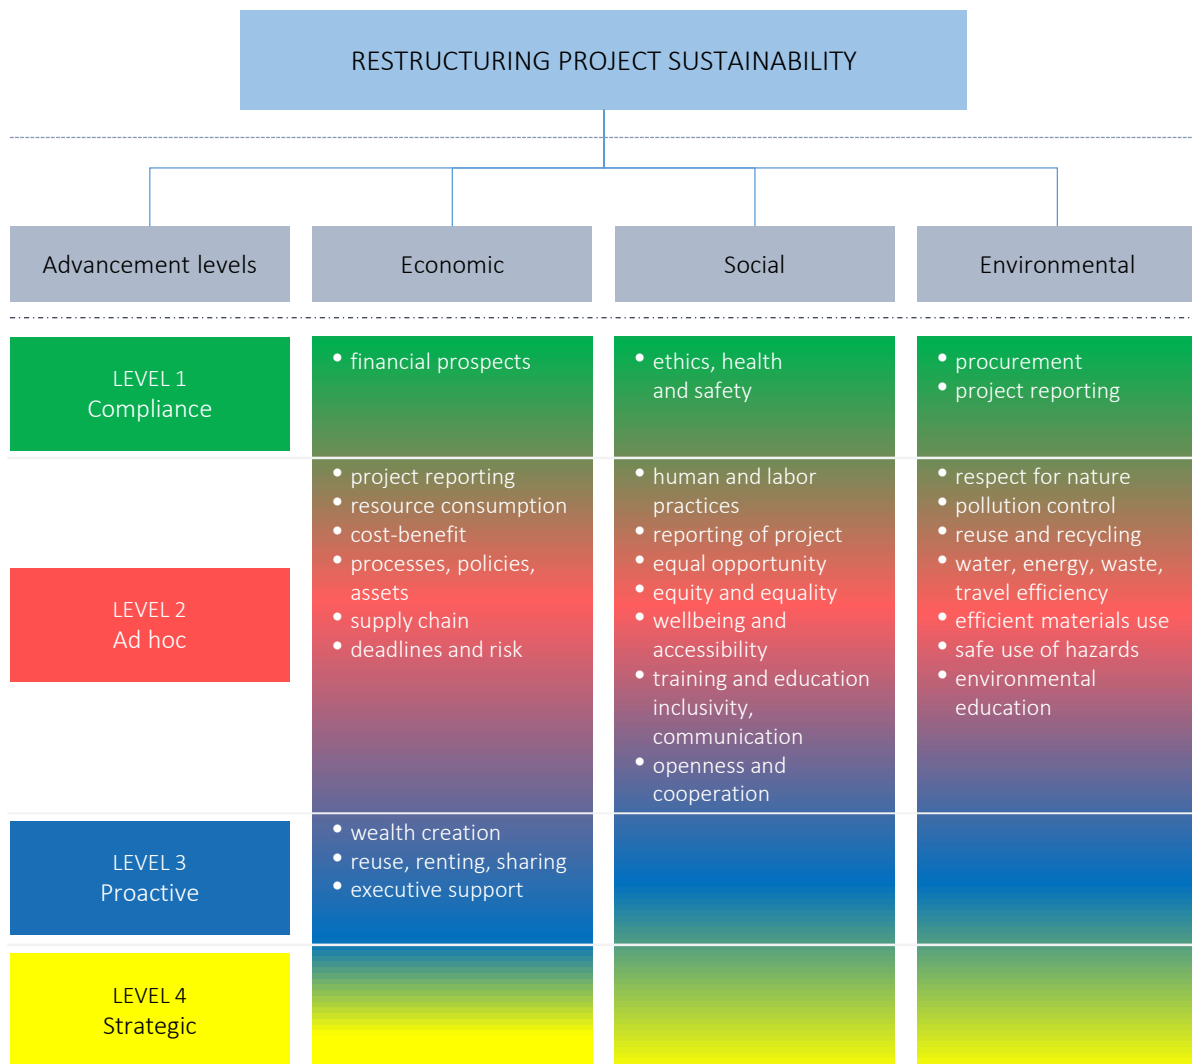 RESTRUCTURING PROJECT SUSTAINABILITY
Advancement levels
Economic
Social
Environmental
LEVEL 1
Compliance
• financial prospects
• ethics, health
and safety
• procurement
• project reporting
LEVEL 2
Ad hoc
• project reporting
• resource consumption
• cost-benefit
• processes, policies,
assets
• supply chain
• deadlines and risk
• human and labor
practices
• reporting of project
• equal opportunity
• equity and equality
• wellbeing and
accessibility
• training and education
inclusivity,
communication
• openness and
cooperation
• respect for nature
• pollution control
• reuse and recycling
• water, energy, waste,
travel efficiency
• efficient materials use
• safe use of hazards
• environmental
education
LEVEL 3
Proactive
• wealth creation
• reuse, renting, sharing
• executive support
LEVEL 4
Strategic